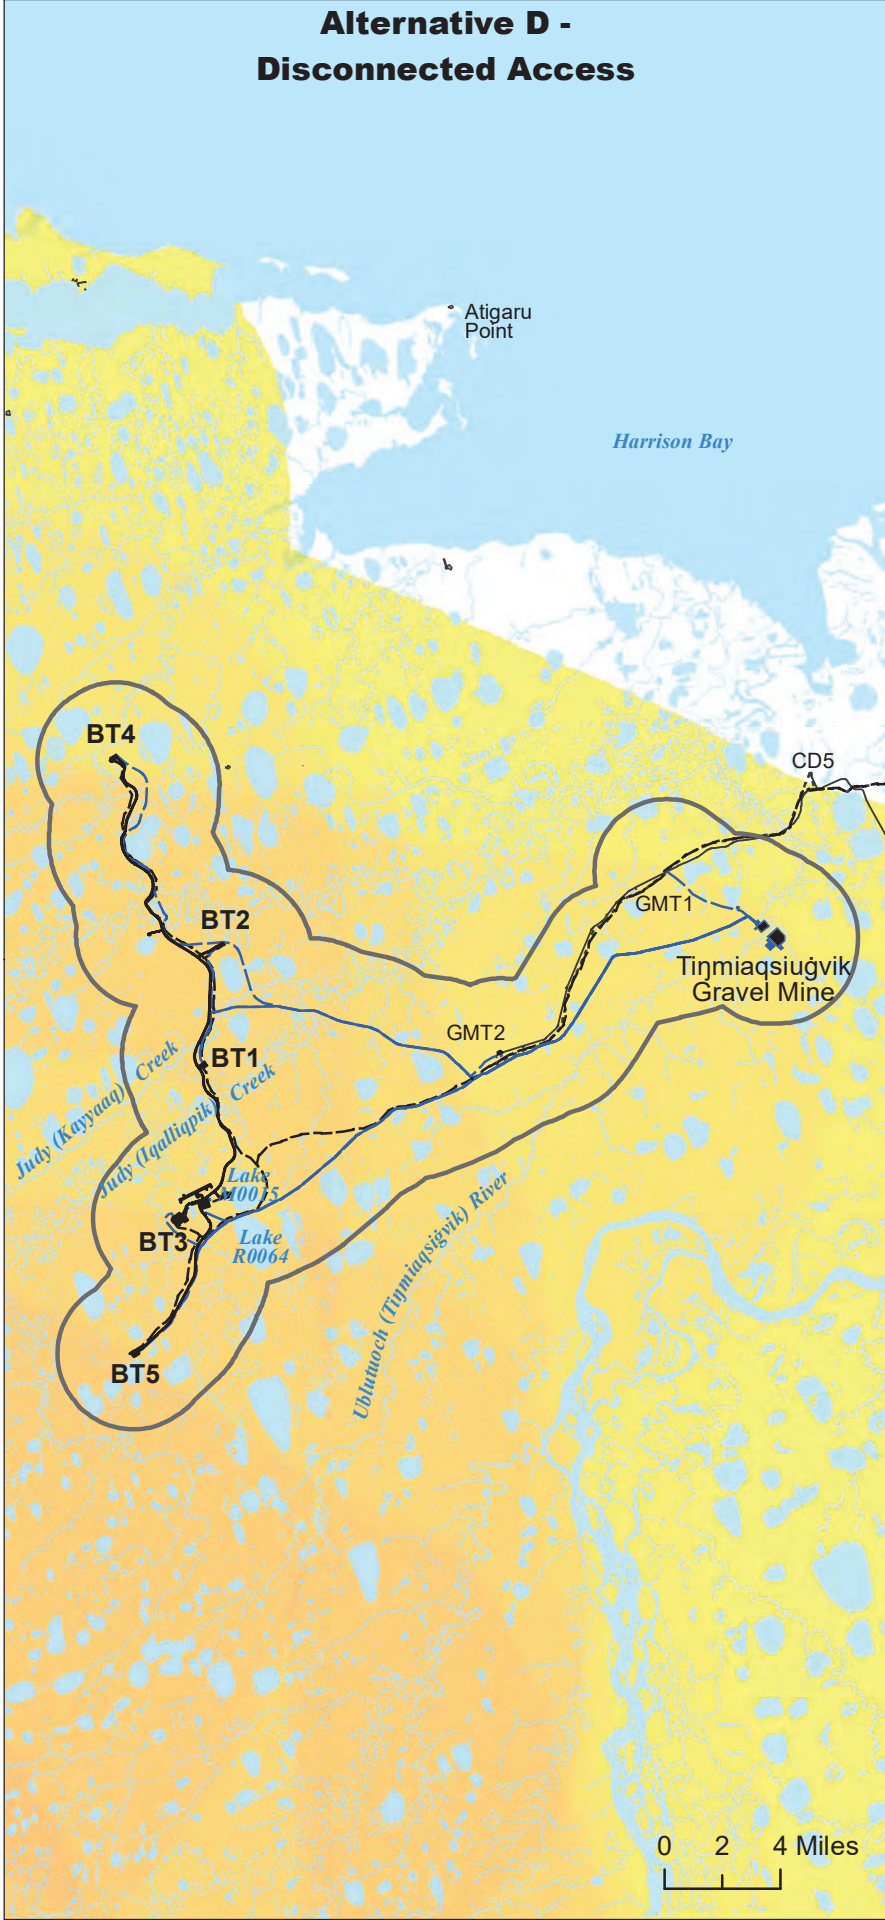 Alternative D -
Disconnected Access
Atigaru
Point
Harrison Bay
BT4
CD5
BT2
GMT1
Tiŋmiaqsiuġvik
Gravel Mine
GMT2
BT1
Judy (Kayyaaq) Creek
Judy (Iqalliqpik) Creek
Lake
M0015
BT3
Lake
R0064
Ublutuoch (Tiŋmiaqsiġvik) River
BT5
0 2 4 Miles